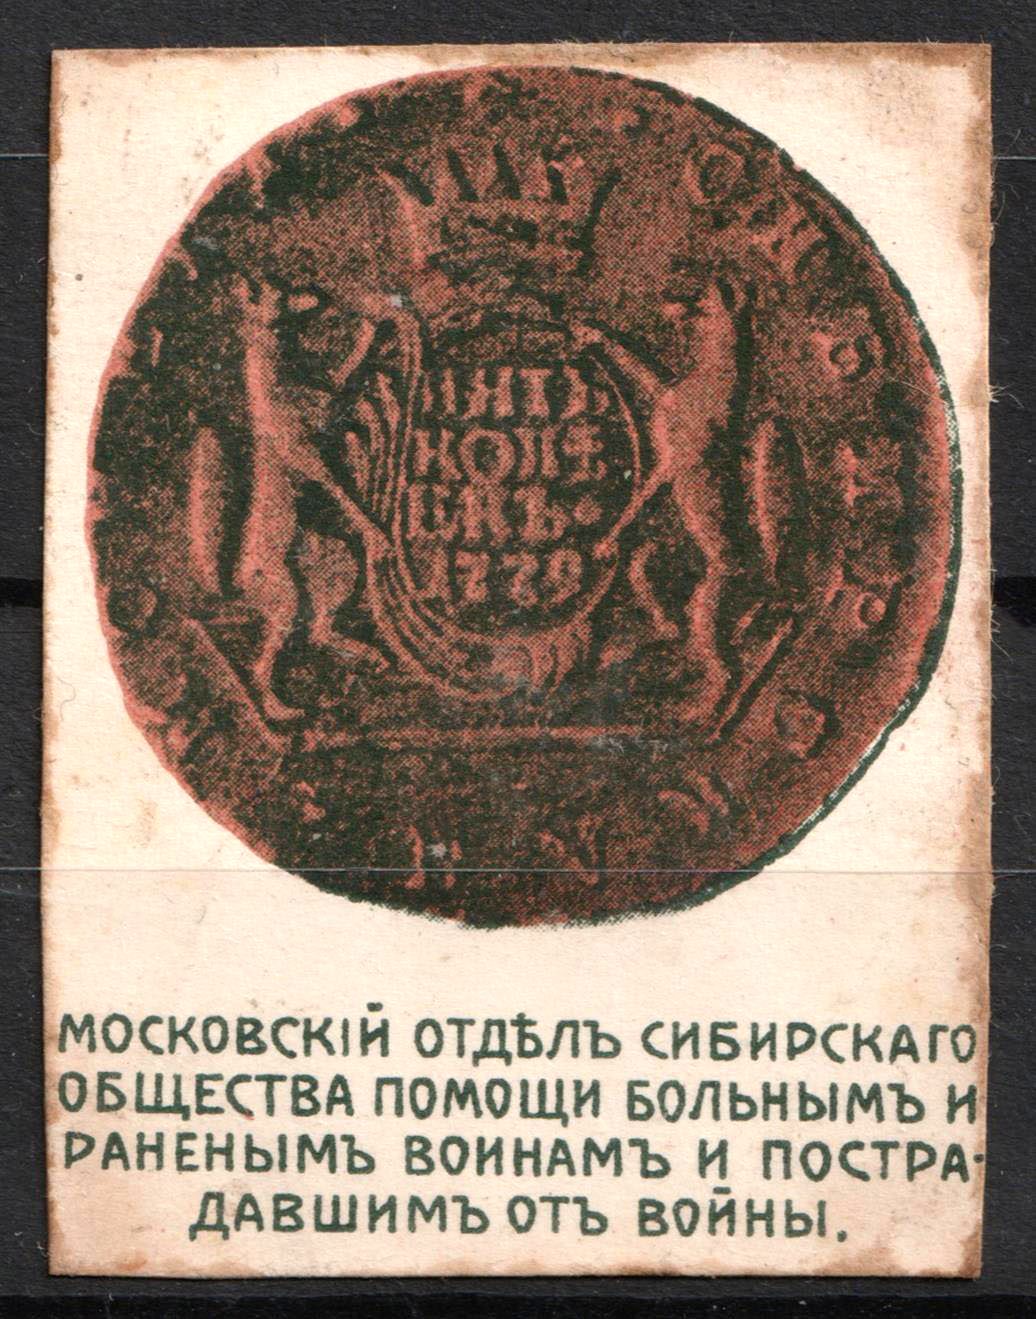 ПЯТЬ
КОПѢ
ЕКЪ·
1779
МОСКОВСКІЙ ОТДѢЛЪ СИБИРСКАГО
ОБЩЕСТВА ПОМОЩИ БОЛЬНЫМЪ И
РАНЕНЫМЪ ВОИНАМЪ И ПОСТРА-
ДАВШИМЪ ОТЪ ВОЙНЫ.